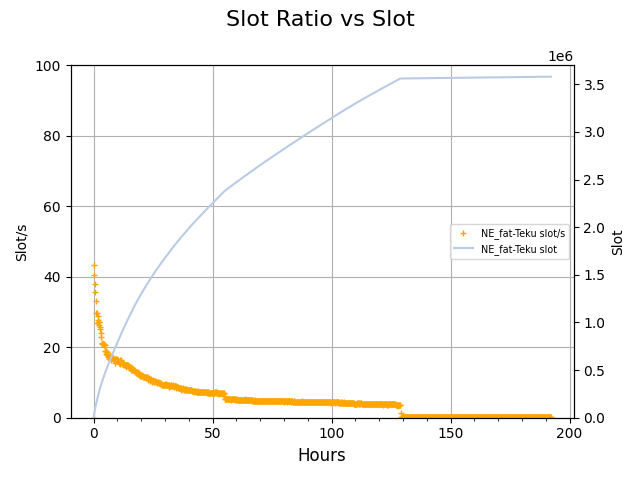 Slot Ratio vs Slot
1e6
100
80
60
40
20
0
Slot/s
3.5
3.0
2.5
2.0
1.5
1.0
0.5
0.0
Slot
NE_fat-Teku slot/s
NE_fat-Teku slot
0
50
100
150
200
Hours